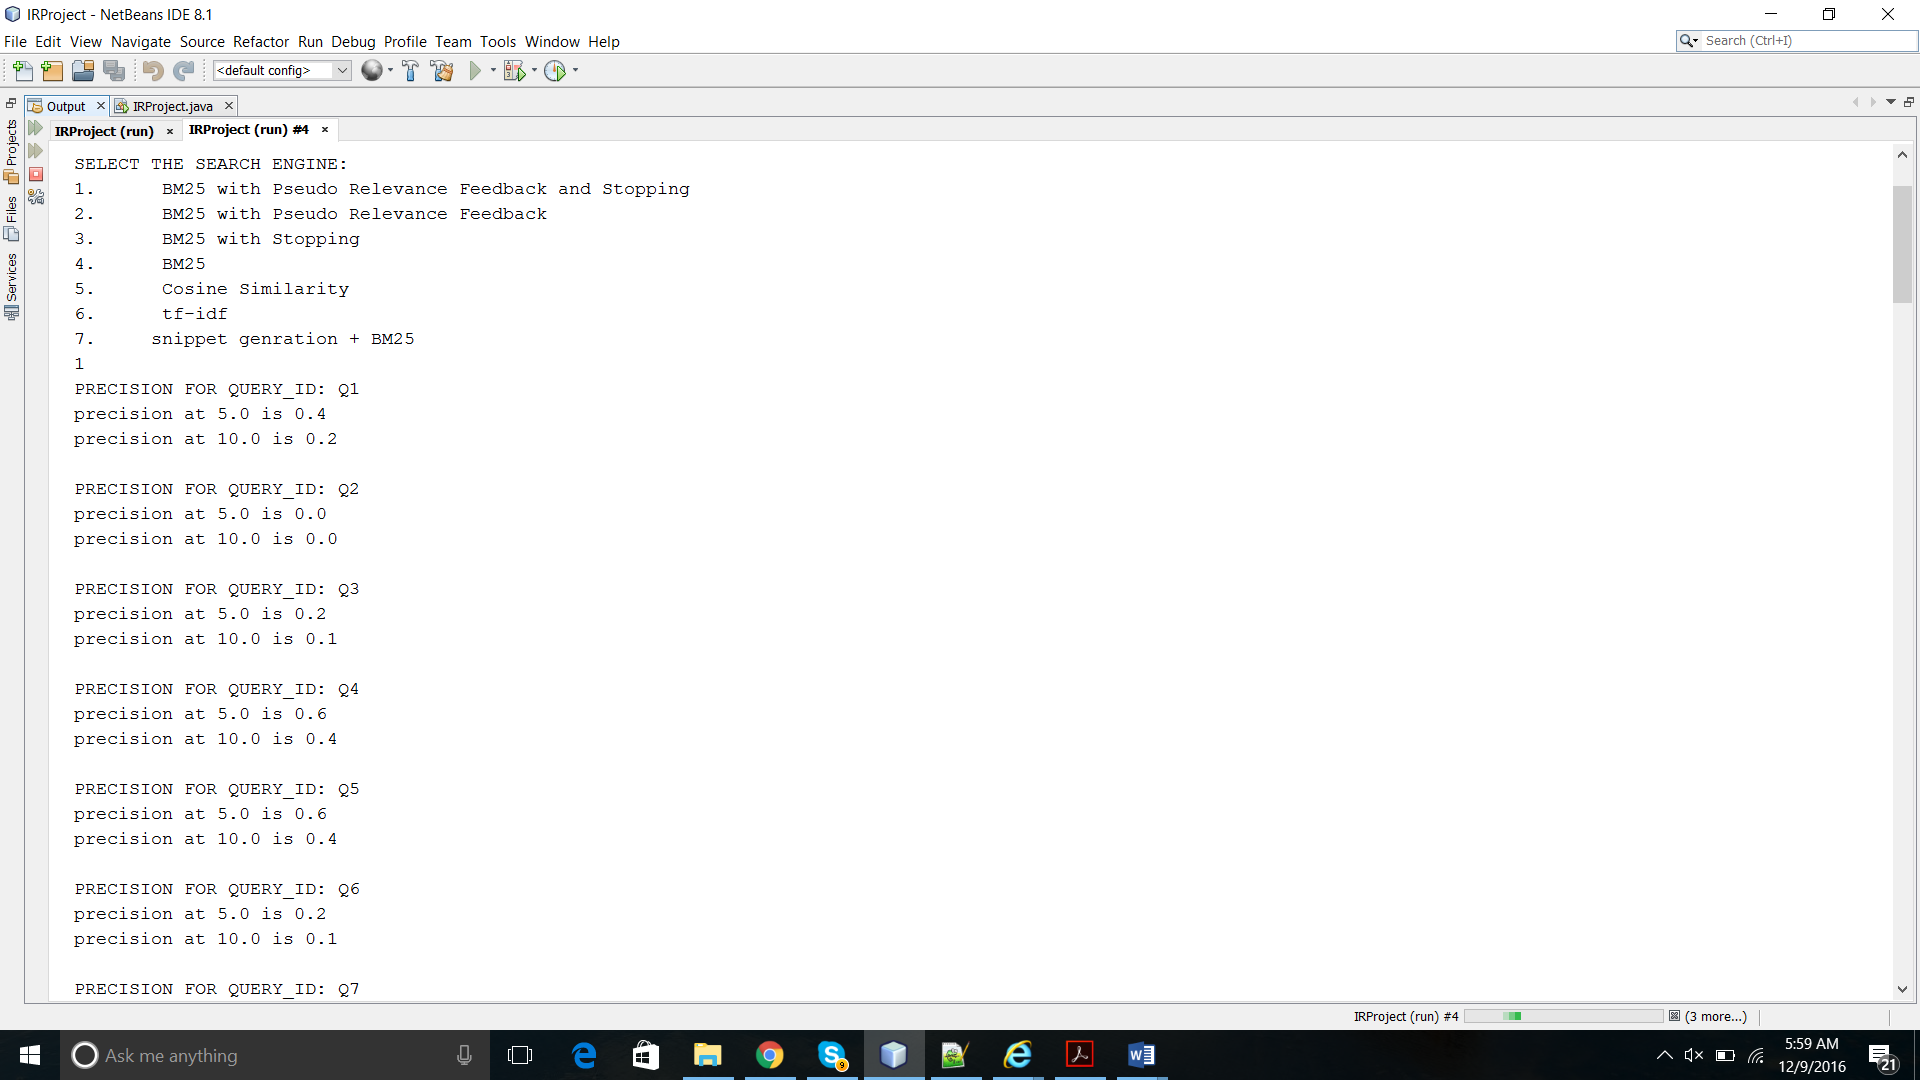 IRProject - NetBeans IDE 8.1
File Edit View Navigate Source Refactor Run Debug Profile Team Tools Window Help
Search (Ctrl+I)
<default config>
Output
IRProject.java
IRProject (run)
IRProject (run) #4
Projects
Files
Services
SELECT THE SEARCH ENGINE:
1. BM25 with Pseudo Relevance Feedback and Stopping
2. BM25 with Pseudo Relevance Feedback
3. BM25 with Stopping
4. BM25
5. Cosine Similarity
6. tf-idf
7. snippet genration + BM25
1
PRECISION FOR QUERY_ID: Q1
precision at 5.0 is 0.4
precision at 10.0 is 0.2
PRECISION FOR QUERY_ID: Q2
precision at 5.0 is 0.0
precision at 10.0 is 0.0
PRECISION FOR QUERY_ID: Q3
precision at 5.0 is 0.2
precision at 10.0 is 0.1
PRECISION FOR QUERY_ID: Q4
precision at 5.0 is 0.6
precision at 10.0 is 0.4
PRECISION FOR QUERY_ID: Q5
precision at 5.0 is 0.6
precision at 10.0 is 0.4
PRECISION FOR QUERY_ID: Q6
precision at 5.0 is 0.2
precision at 10.0 is 0.1
PRECISION FOR QUERY_ID: Q7
IRProject (run) #4
(3 more...)
Ask me anything
9
5:59 AM
12/9/2016
21